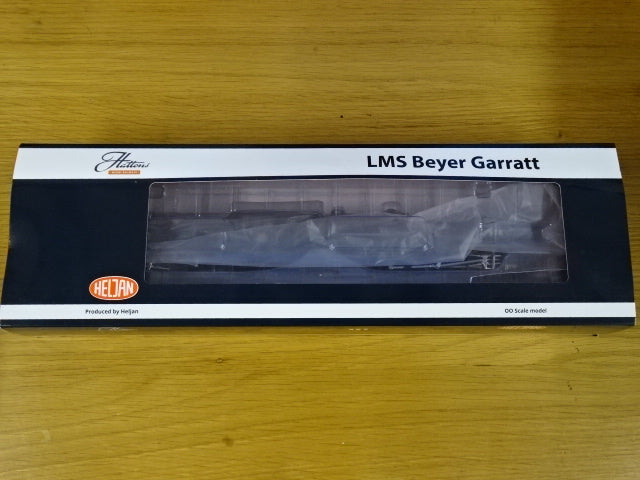 Hattons
LMS Beyer Garratt
HELJAN
Produced by Heljan
OO Scale model